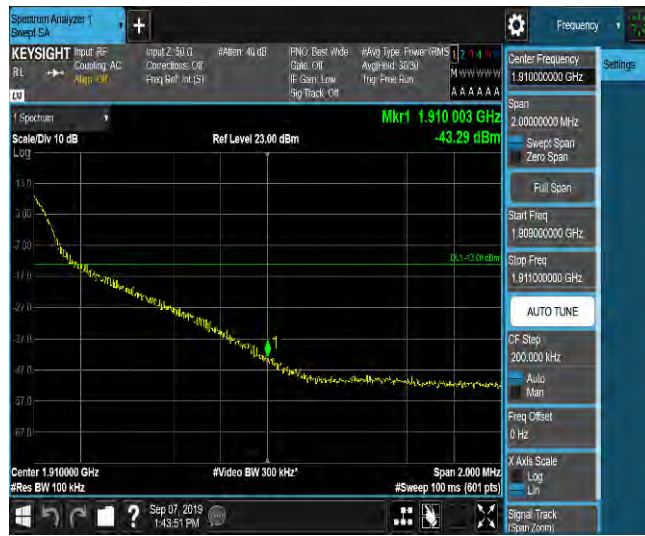 Spectrum Analyzer 1
Swept SA
+
Frequency
KEYSIGHT
RL
Input: RF
Coupling: AC
Align: Off
Input Z: 50 Ω
Corrections: Off
Freq Ref: Int (S)
#Atten: 40 dB
PNO: Best Wide
Gate: Off
IF Gain: Low
Sig Track: Off
#Avg Type: Power (RMS
Avg|Hold: 30/30
Trig: Free Run
M W W W W W
A A A A A A
LXI
1 Spectrum
Scale/Div 10 dB
Log
Ref Level 23.00 dBm
Mkr1 1.910 003 GHz
-43.29 dBm
13.0
3.00
-7.00
-17.0
-27.0
-37.0
-47.0
-57.0
-67.0
DL1 -13.00 dBm
1
Center 1.910000 GHz
#Res BW 100 kHz
#Video BW 300 kHz*
Span 2.000 MHz
#Sweep 100 ms (601 pts)
?
Sep 07, 2019
1:43:51 PM
Center Frequency
1.910000000 GHz
Settings
Span
2.00000000 MHz
Swept Span
Zero Span
Full Span
Start Freq
1.909000000 GHz
Stop Freq
1.911000000 GHz
AUTO TUNE
CF Step
200.000 kHz
Auto
Man
Freq Offset
0 Hz
X Axis Scale
Log
Lin
Signal Track
(Span Zoom)